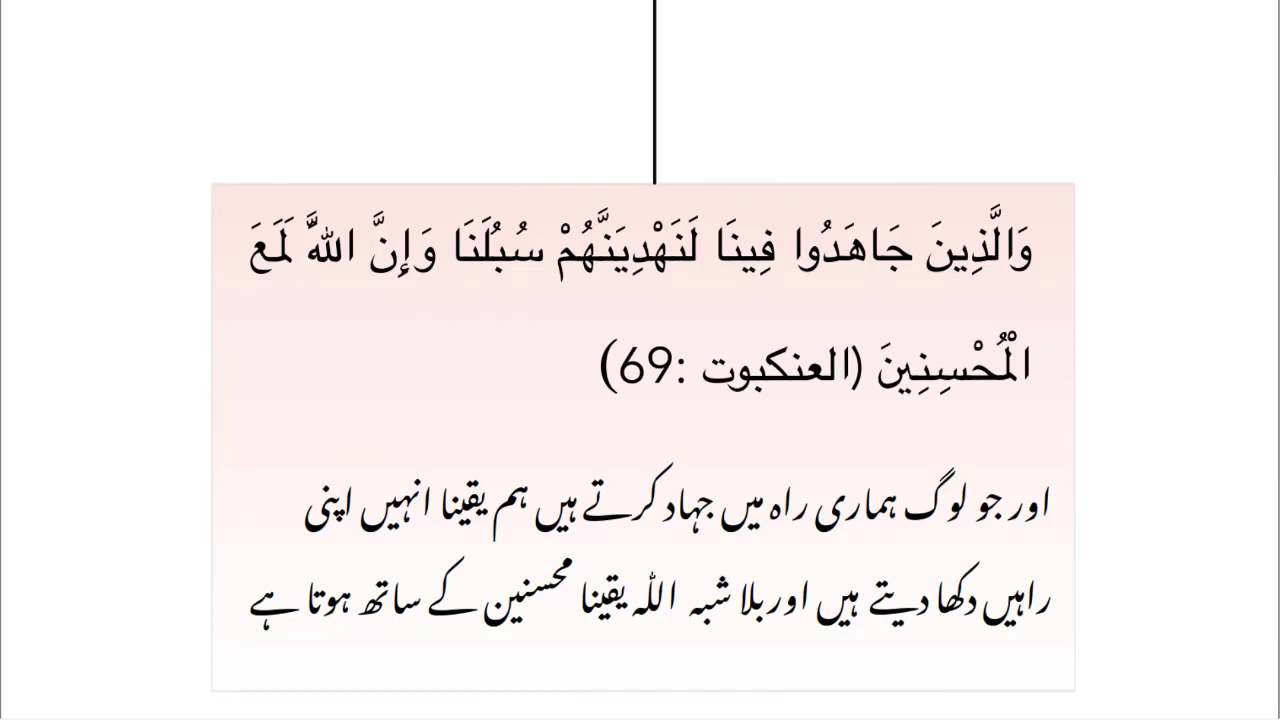 وَالَّذِينَ جَاهَدُوا فِينَا لَنَهْدِيَنَّهُمْ سُبُلَنَا وَإِنَّ اللَّهَ لَمَعَ
الْمُحْسِنِينَ (العنکبوت :69)
اور جو لوگ ہماری راہ میں جہاد کرتے ہیں ہم یقینا انہیں اپنی
راہیں دکھا دیتے ہیں اور بلا شبہ اللہ یقینا محسنین کے ساتھ ہوتا ہے